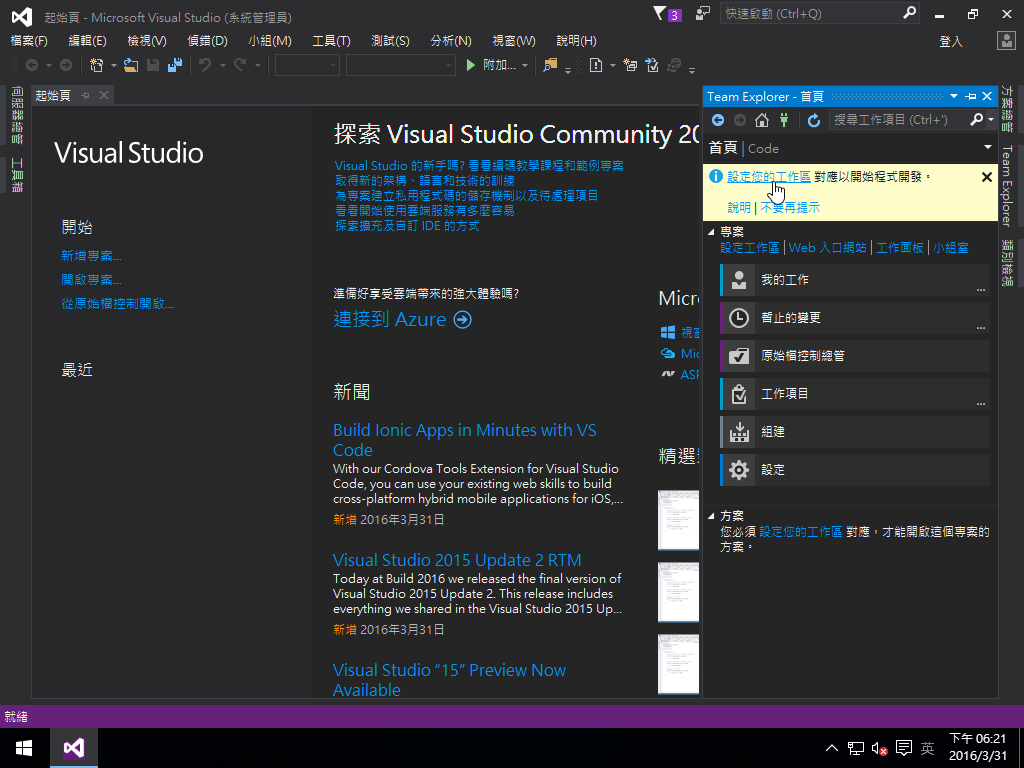 起始頁 - Microsoft Visual Studio (系統管理員)
3
快速啟動 (Ctrl+Q)
檔案(F) 編輯(E) 檢視(V) 偵錯(D) 小組(M) 工具(T) 測試(S) 分析(N) 視窗(W) 說明(H)
登入
附加...
伺服器總管
工具箱
起始頁
Visual Studio
開始
新增專案...
開啟專案...
從原始檔控制開啟...
最近
探索 Visual Studio Community 20
Visual Studio 的新手嗎? 看看編碼教學課程和範例專案
取得新的架構、語言和技術的訓練
為專案建立私用程式碼的儲存機制以及待處理項目
看看開始使用雲端服務有多麼容易
探索擴充及自訂 IDE 的方式
準備好享受雲端帶來的強大體驗嗎?
連接到 Azure
新聞
Build Ionic Apps in Minutes with VS
Code
With our Cordova Tools Extension for Visual Studio
Code, you can use your existing web skills to build
cross-platform hybrid mobile applications for iOS,...
新增 2016年3月31日
Visual Studio 2015 Update 2 RTM
Today at Build 2016 we released the final version of
Visual Studio 2015 Update 2. This release includes
everything we shared in the Visual Studio 2015 Up...
新增 2016年3月31日
Visual Studio “15” Preview Now
Available
Micr
視窗
Mic
ASP
精選
Team Explorer - 首頁
搜尋工作項目 (Ctrl+')
首頁 | Code
設定您的工作區 對應以開始程式開發。
說明 | 不要再提示
專案
設定工作區 | Web 入口網站 | 工作面板 | 小組室
我的工作
...
暫止的變更
...
原始檔控制總管
工作項目
...
組建
設定
方案
您必須 設定您的工作區 對應，才能開啟這個專案的
方案。
方案總管
Team Explorer
類別檢視
就緒
英
下午 06:21
2016/3/31